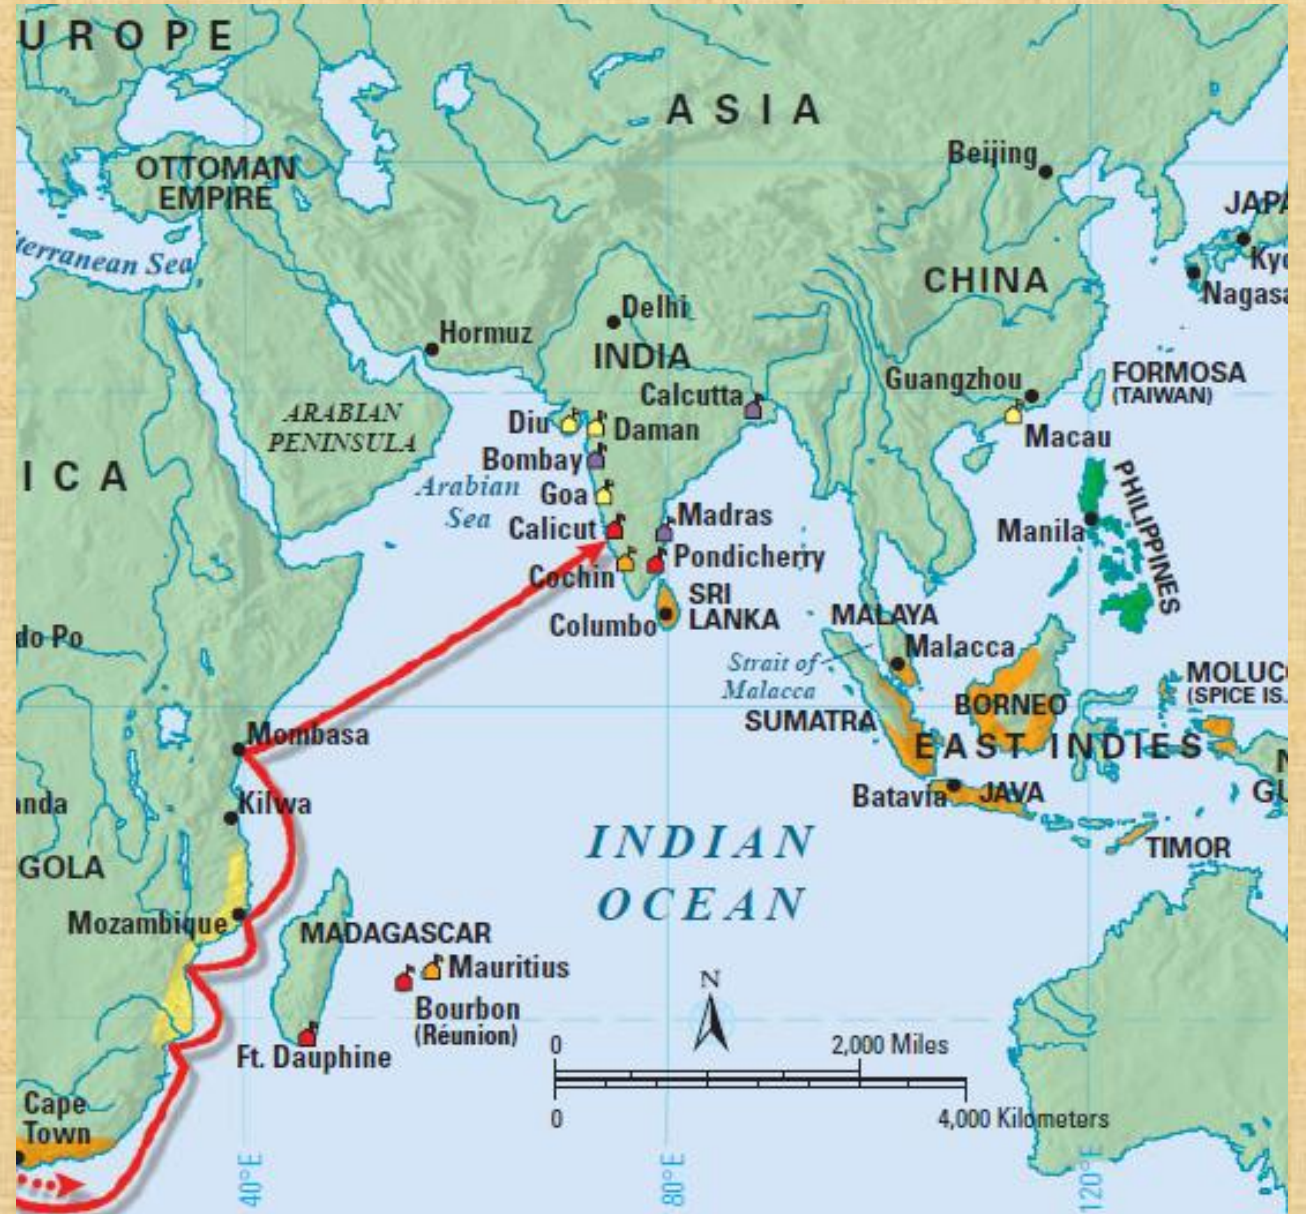 UROPE
ASIA
Beijing
OTTOMAN
EMPIRE
JAPA
terranean Sea
Kyo
CHINA
Nagasa
Delhi
Hormuz
INDIA
Guangzhou
FORMOSA
(TAIWAN)
Calcutta
ARABIAN
PENINSULA
Diu
Daman
Macau
Bombay
ICA
Arabian
Sea
Goa
PHILIPPINES
Calicut
Madras
Manila
Pondicherry
Cochin
SRI
LANKA
Columbo
MALAYA
do Po
Malacca
Strait of
Malacca
MOLUC
(SPICE IS.
BORNEO
SUMATRA
Mombasa
EAST INDIES
N
GU
Batavia
JAVA
anda
Kilwa
INDIAN
OCEAN
TIMOR
GOLA
Mozambique
MADAGASCAR
Mauritius
Bourbon
(Réunion)
N
Ft. Dauphine
0
2,000 Miles
0
4,000 Kilometers
Cape
Town
40°E
80°E
120°E